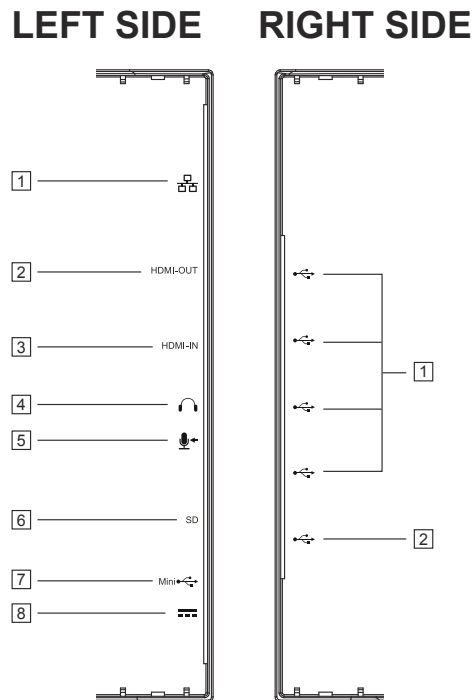 LEFT SIDE
RIGHT SIDE
1
2 HDMI-OUT
3 HDMI-IN
4
5
6 SD
7 Mini
8
1
2